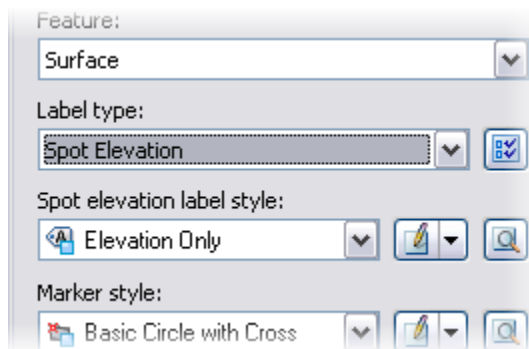 Feature:
Surface
Label type:
Spot Elevation
Spot elevation label style:
Elevation Only
Marker style:
Basic Circle with Cross